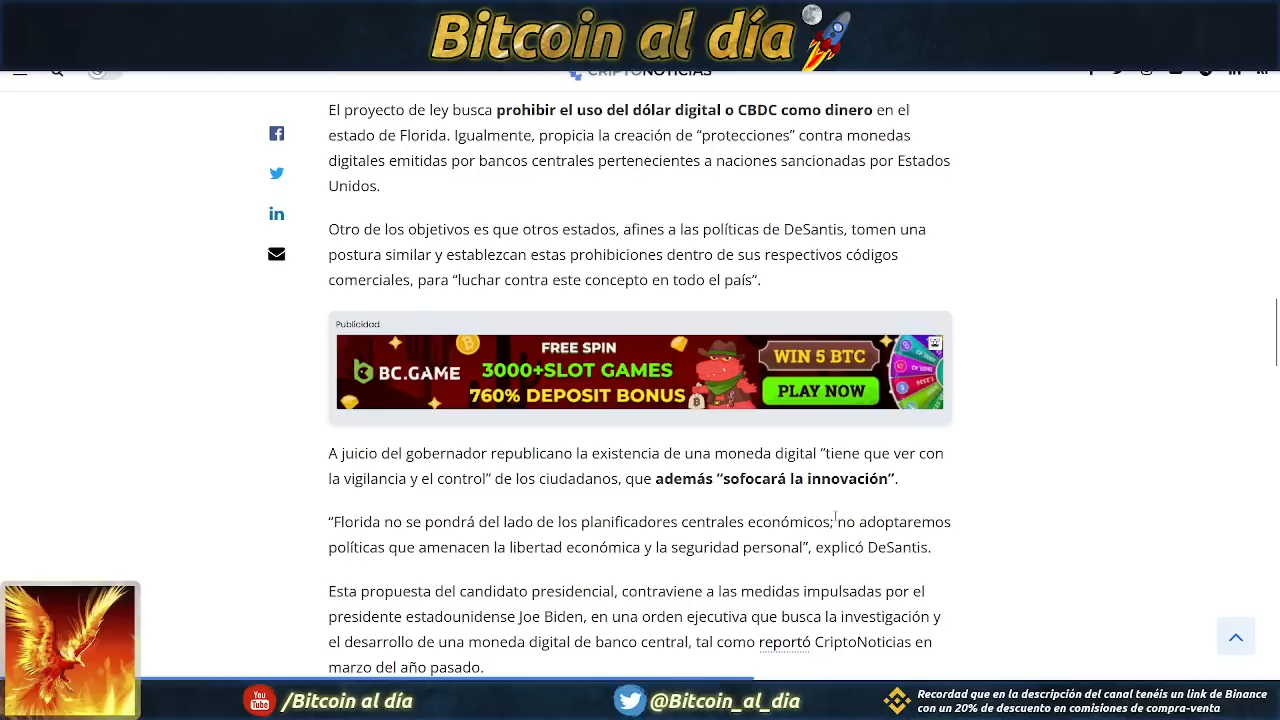 Bitcoin al día
CRIPTONOTICIAS
El proyecto de ley busca prohibir el uso del dólar digital o CBDC como dinero en el
estado de Florida. Igualmente, propicia la creación de “protecciones” contra monedas
digitales emitidas por bancos centrales pertenecientes a naciones sancionadas por Estados
Unidos.
Otro de los objetivos es que otros estados, afines a las políticas de DeSantis, tomen una
postura similar y establezcan estas prohibiciones dentro de sus respectivos códigos
comerciales, para “luchar contra este concepto en todo el país”.
Publicidad
BC.GAME
FREE SPIN
3000+SLOT GAMES
760% DEPOSIT BONUS
WIN 5 BTC
PLAY NOW
A juicio del gobernador republicano la existencia de una moneda digital “tiene que ver con
la vigilancia y el control” de los ciudadanos, que además “sofocará la innovación”.
“Florida no se pondrá del lado de los planificadores centrales económicos; no adoptaremos
políticas que amenacen la libertad económica y la seguridad personal”, explicó DeSantis.
Esta propuesta del candidato presidencial, contraviene a las medidas impulsadas por el
presidente estadounidense Joe Biden, en una orden ejecutiva que busca la investigación y
el desarrollo de una moneda digital de banco central, tal como reportó CriptoNoticias en
marzo del año pasado.
You Tube
/Bitcoin al día
@Bitcoin_al_dia
Recordad que en la descripción del canal tenéis un link de Binance
con un 20% de descuento en comisiones de compra-venta